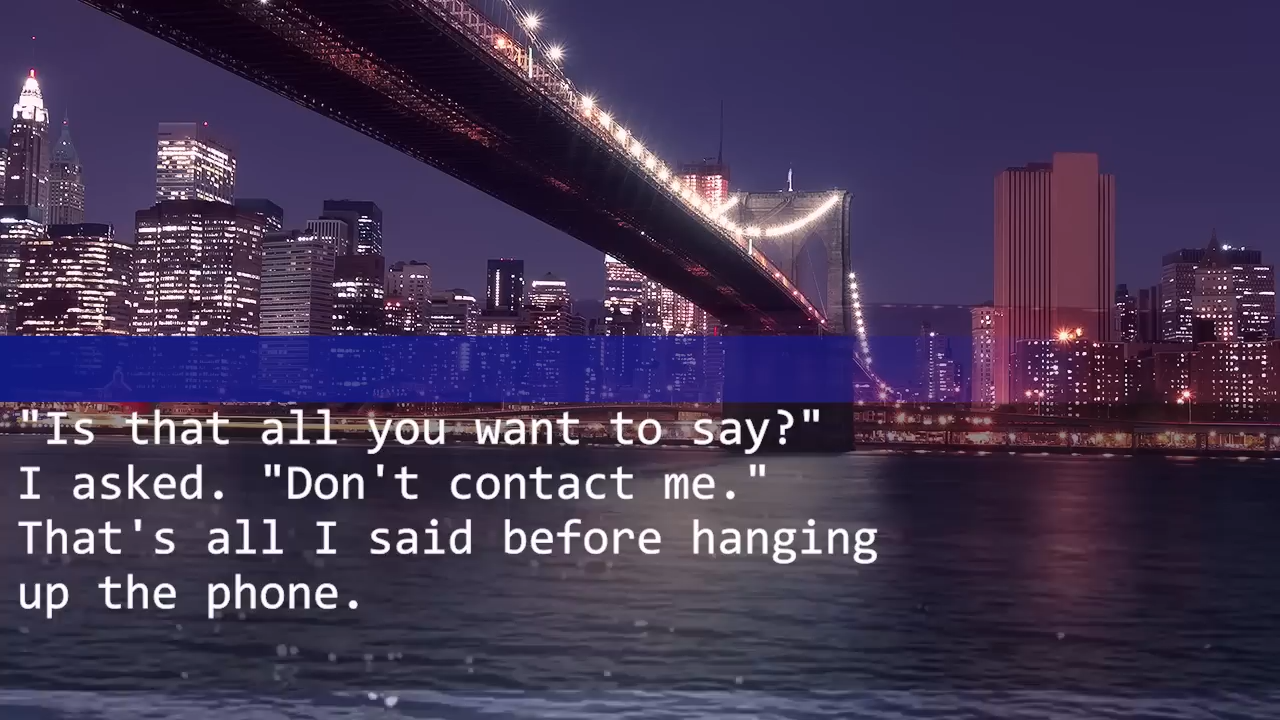 "Is that all you want to say?"
I asked. "Don't contact me."
That's all I said before hanging
up the phone.